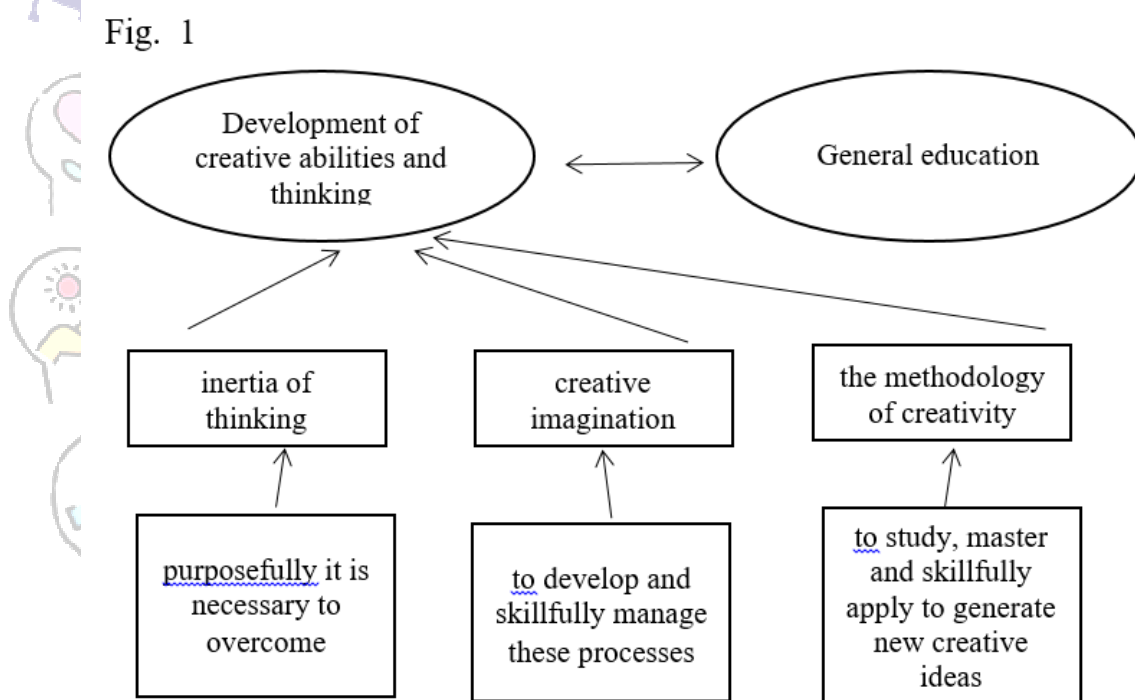 Fig. 1
Development of
creative abilities and
thinking
General education
inertia of
thinking
creative
imagination
the methodology
of creativity
purposefully it is
necessary to
overcome
to develop and
skillfully manage
these processes
to study, master
and skillfully
apply to generate
new creative
ideas